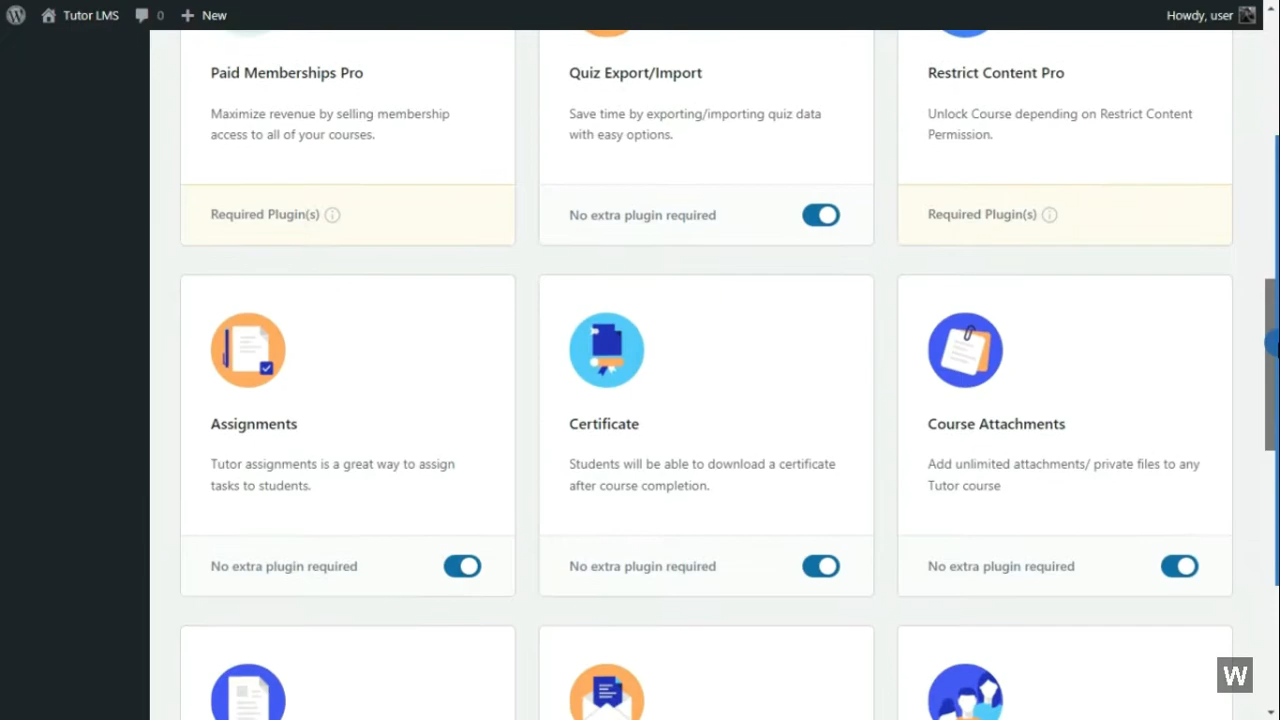 Tutor LMS 0 New Howdy, user
Paid Memberships Pro
Maximize revenue by selling membership
access to all of your courses.
Required Plugin(s)
Quiz Export/Import
Save time by exporting/importing quiz data
with easy options.
No extra plugin required
Restrict Content Pro
Unlock Course depending on Restrict Content
Permission.
Required Plugin(s)
Assignments
Tutor assignments is a great way to assign
tasks to students.
No extra plugin required
Certificate
Students will be able to download a certificate
after course completion.
No extra plugin required
Course Attachments
Add unlimited attachments/ private files to any
Tutor course
No extra plugin required
W